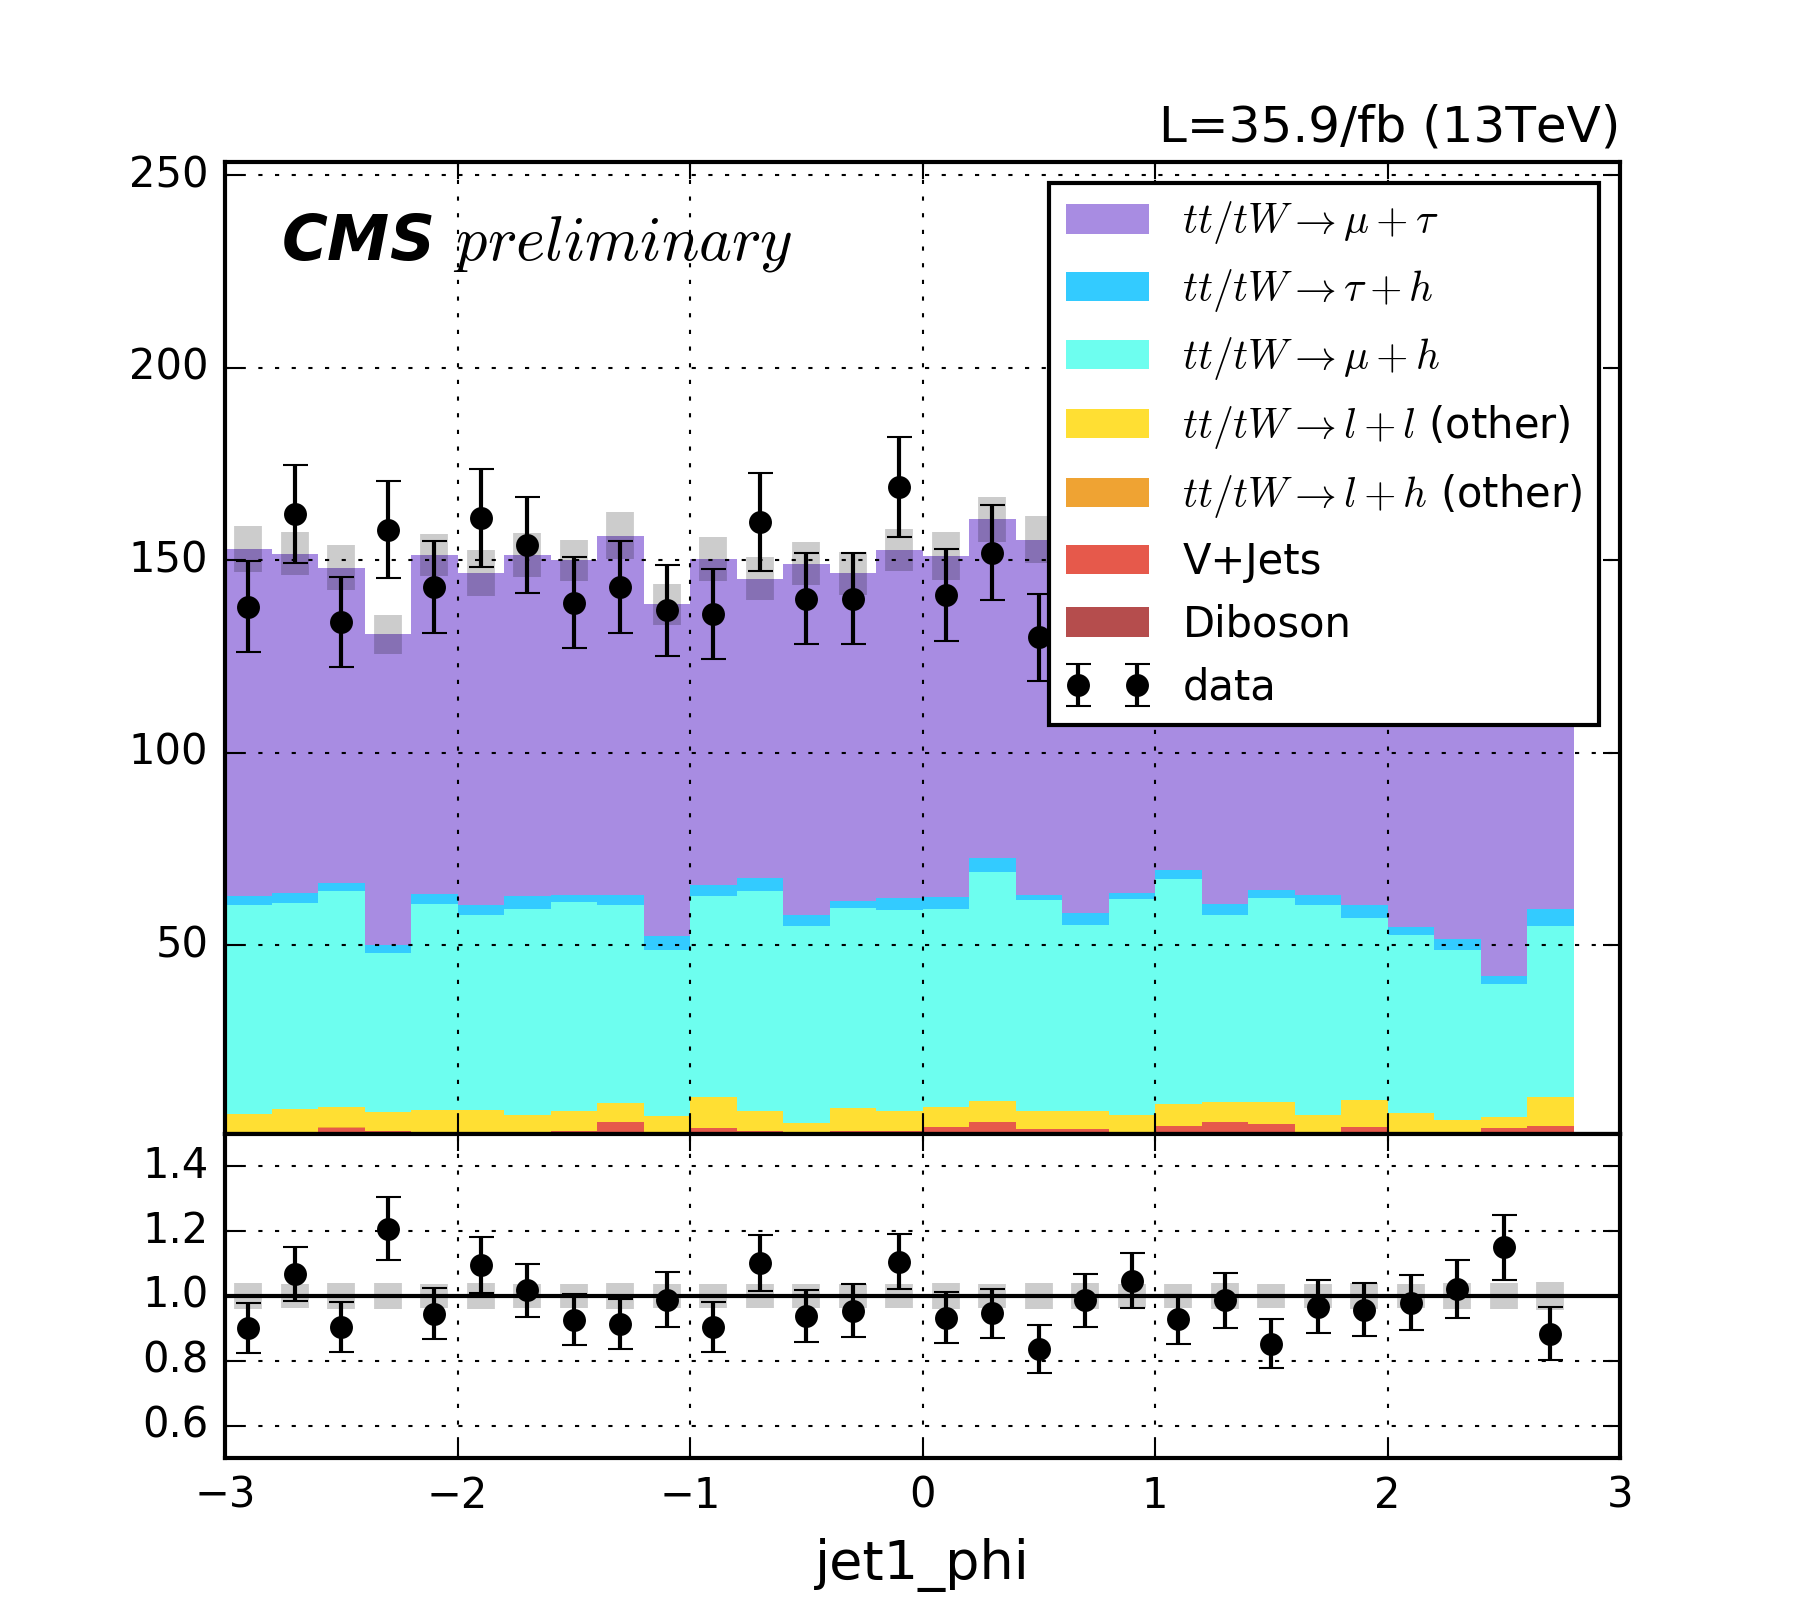 L=35.9/fb (13TeV)
CMS preliminary
250
200
150
100
50
tt/tW→μ+τ
tt/tW→τ+h
tt/tW→μ+h
tt/tW→l+l (other)
tt/tW→l+h (other)
V+Jets
Diboson
data
1.4
1.2
1.0
0.8
0.6
−3 −2 −1 0 1 2 3
jet1_phi